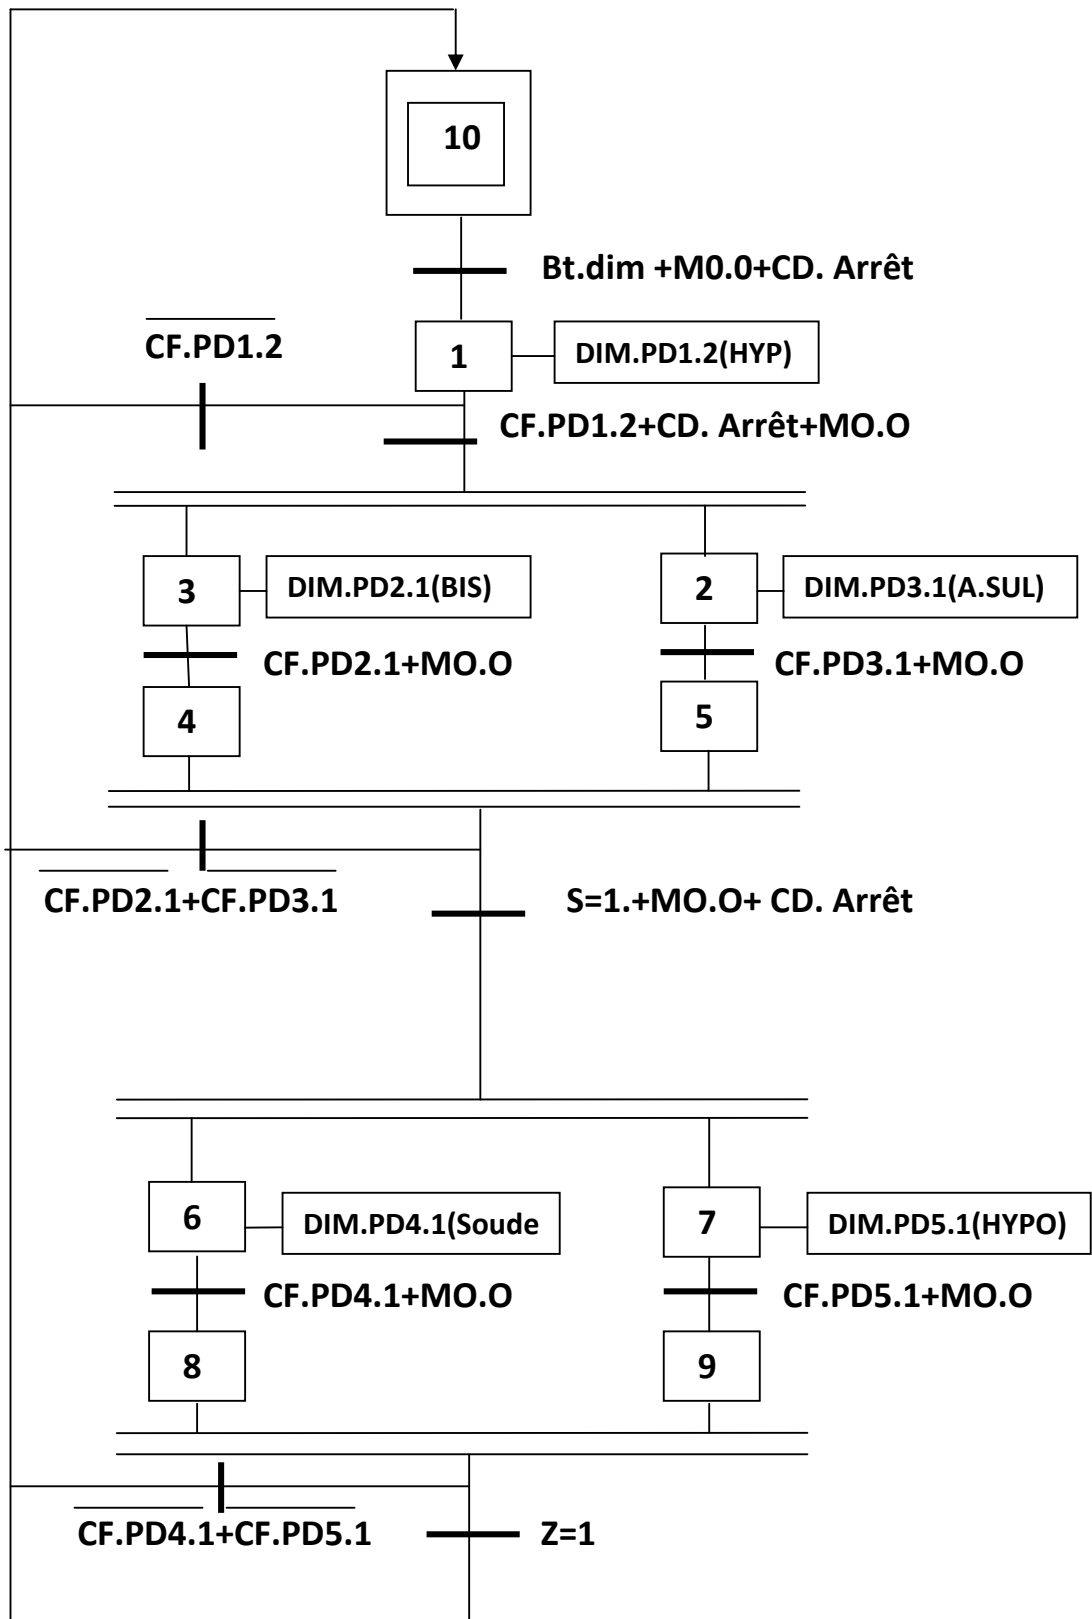 10
Bt.dim +M0.0+CD. Arrêt
CF.PD1.2
1
DIM.PD1.2(HYP)
CF.PD1.2+CD. Arrêt+MO.O
3
DIM.PD2.1(BIS)
2
DIM.PD3.1(A.SUL)
CF.PD2.1+MO.O
CF.PD3.1+MO.O
4
5
CF.PD2.1+CF.PD3.1
S=1.+MO.O+ CD. Arrêt
6
DIM.PD4.1(Soude
7
DIM.PD5.1(HYPO)
CF.PD4.1+MO.O
CF.PD5.1+MO.O
8
9
CF.PD4.1+CF.PD5.1
Z=1